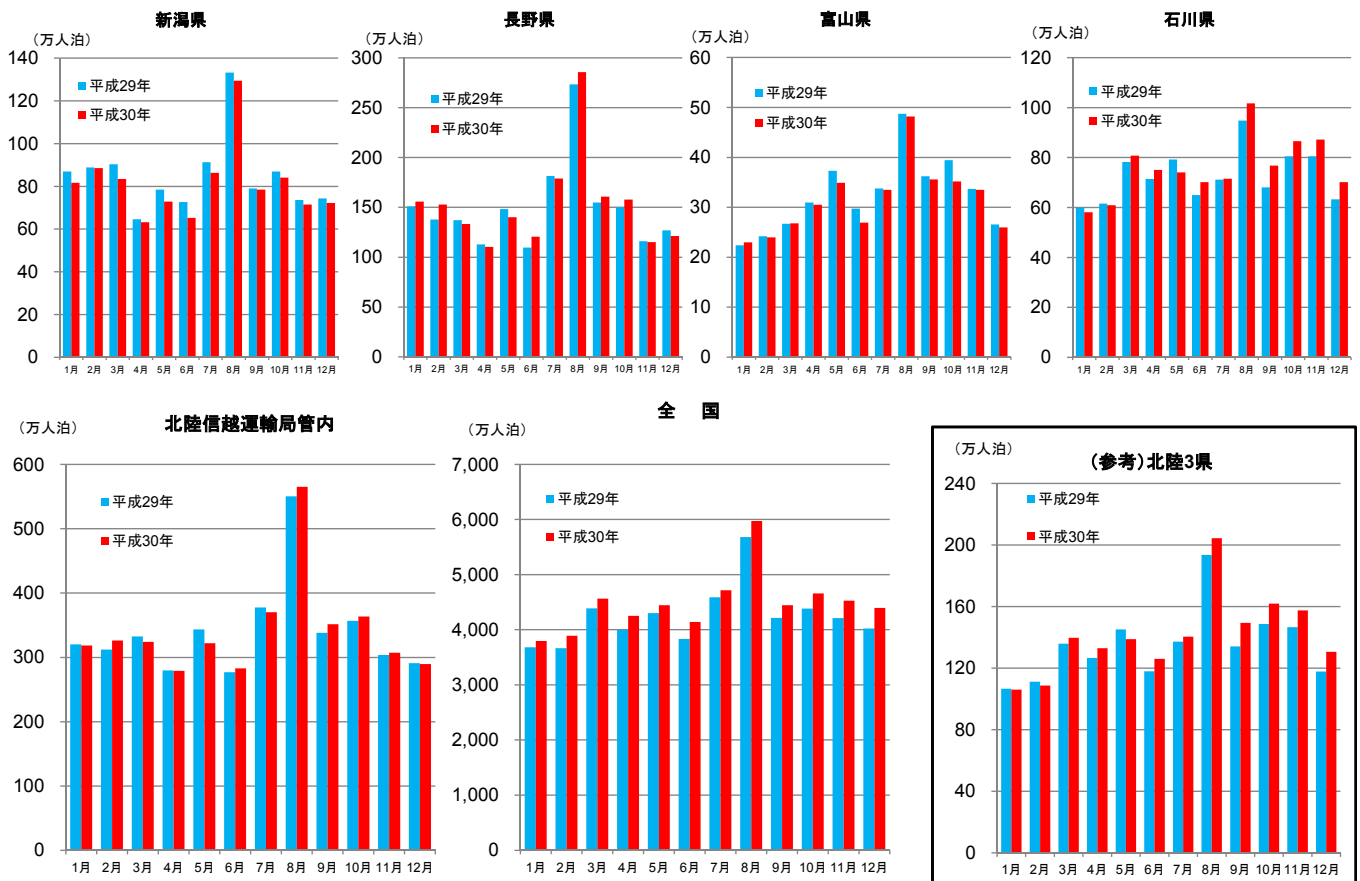 新潟県
（万人泊）
140
120
100
80
60
40
20
0
平成29年
平成30年
1月 2月 3月 4月 5月 6月 7月 8月 9月 10月 11月 12月
長野県
（万人泊）
300
250
200
150
100
50
0
平成29年
平成30年
1月 2月 3月 4月 5月 6月 7月 8月 9月 10月 11月 12月
富山県
（万人泊）
60
50
40
30
20
10
0
平成29年
平成30年
1月 2月 3月 4月 5月 6月 7月 8月 9月 10月 11月 12月
石川県
（万人泊）
120
100
80
60
40
20
0
平成29年
平成30年
1月 2月 3月 4月 5月 6月 7月 8月 9月 10月 11月 12月
北陸信越運輸局管内
（万人泊）
600
500
400
300
200
100
0
平成29年
平成30年
1月 2月 3月 4月 5月 6月 7月 8月 9月 10月 11月 12月
全 国
（万人泊）
7,000
6,000
5,000
4,000
3,000
2,000
1,000
0
平成29年
平成30年
1月 2月 3月 4月 5月 6月 7月 8月 9月 10月 11月 12月
（参考）北陸3県
（万人泊）
240
200
160
120
80
40
0
平成29年
平成30年
1月 2月 3月 4月 5月 6月 7月 8月 9月 10月 11月 12月